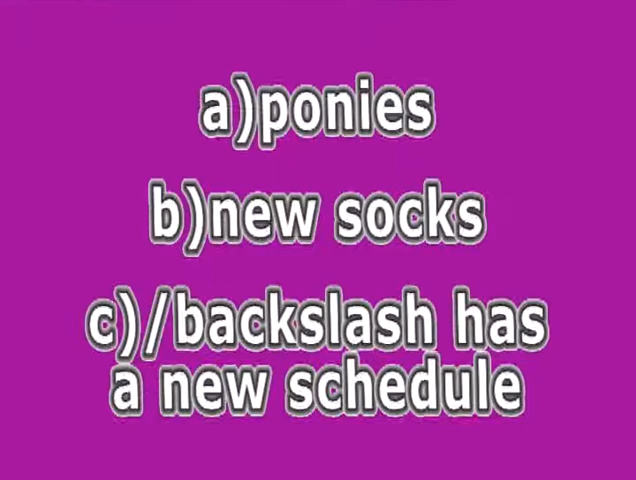 a)ponies
b)new socks
c)/backslash has
a new schedule